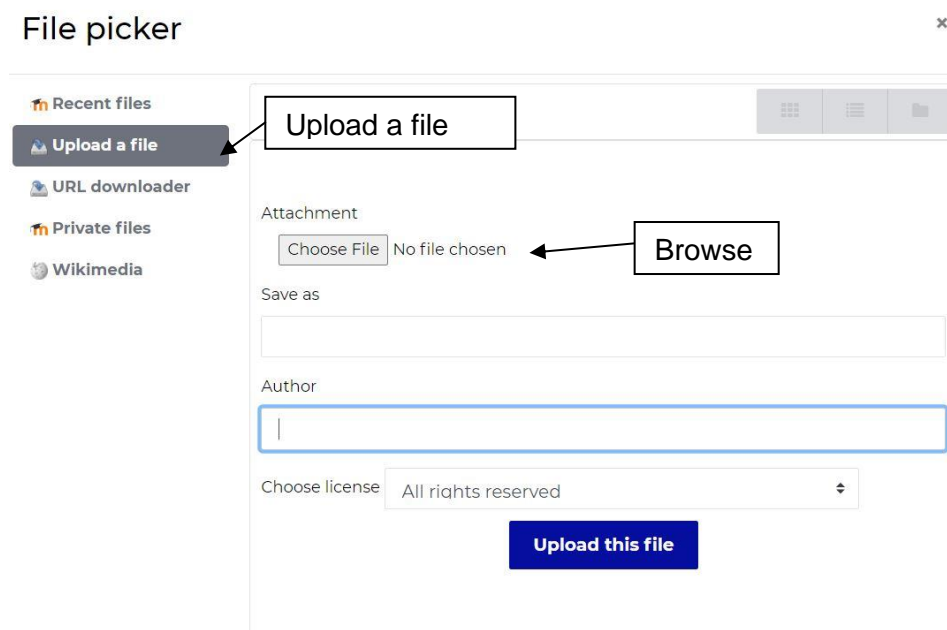 File picker
×
Recent files
Upload a file
URL downloader
Private files
Wikimedia
Upload a file
Attachment
Choose File No file chosen
Browse
Save as
Author
Choose license All rights reserved
Upload this file